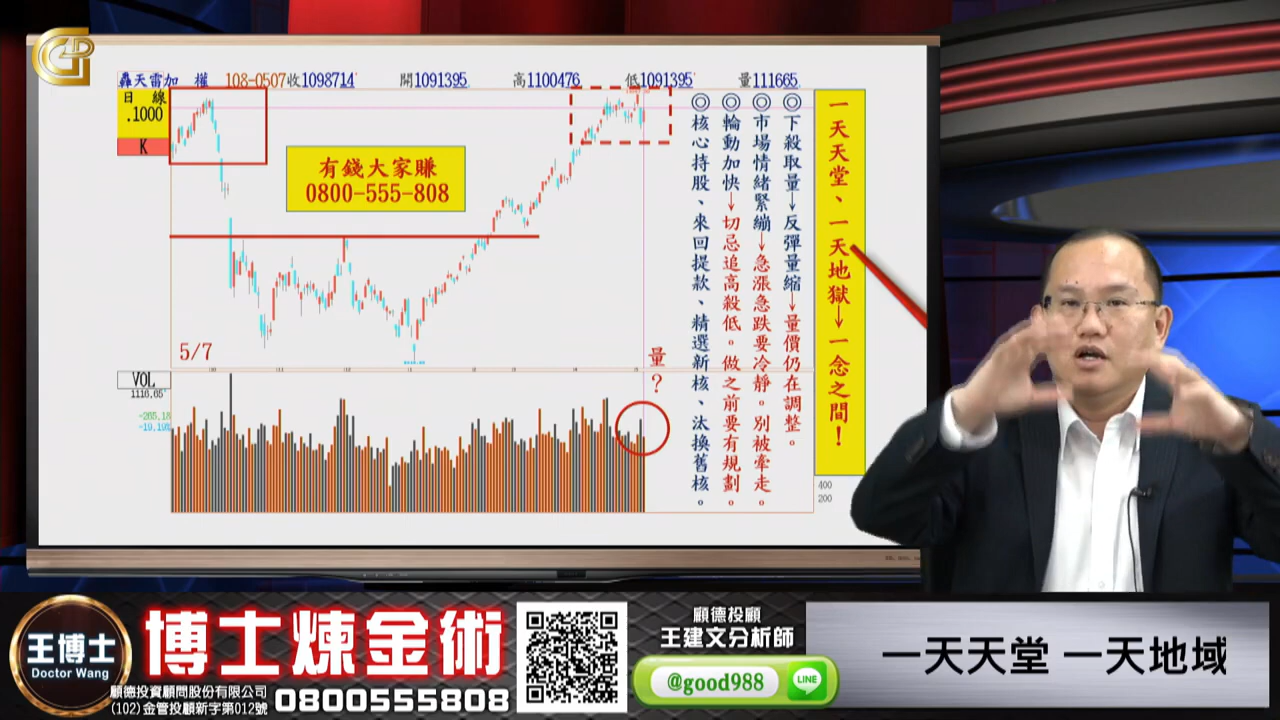 轟天雷加 權 108-0507收1098714 開1091395 高1100476 低1091395 量111665
日 線
.1000
K
有錢大家賺
0800-555-808
5/7
量
?
VOL
1116.65
-265.18
-19.19%
400
200
一天天堂、一天地獄→一念之間！
◎下殺取量→反彈量縮→量價仍在調整。
◎市場情緒緊繃→急漲急跌要冷靜。別被牽走。
◎輪動加快→切忌追高殺低。做之前要有規劃。
◎核心持股、來回提款、精選新核、汰換舊核。
王博士
Doctor Wang
博士煉金術
顧德投資顧問股份有限公司
(102)金管投顧新字第012號
0800555808
顧德投顧
王建文分析師
@good988
LINE
一天天堂 一天地域